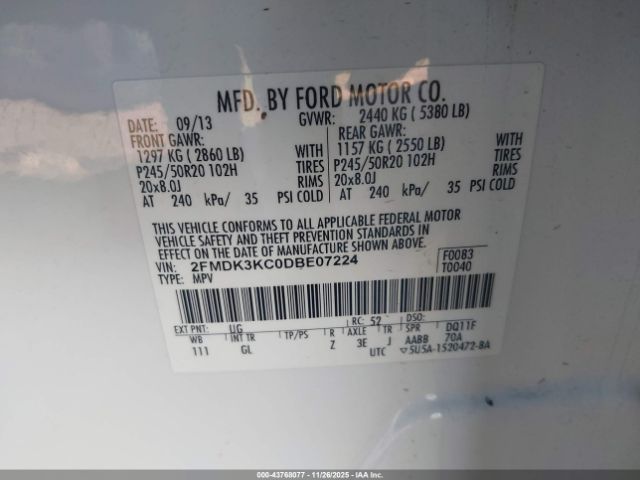 MFD. BY FORD MOTOR CO.
DATE: 09/13 GVWR: 2440 KG ( 5380 LB)
FRONT GAWR: REAR GAWR:
1297 KG ( 2860 LB) WITH 1157 KG ( 2550 LB) WITH
P245/50R20 102H TIRES P245/50R20 102H TIRES
20x8.0J RIMS 20x8.0J RIMS
AT 240 kPa/ 35 PSI COLD AT 240 kPa/ 35 PSI COLD
THIS VEHICLE CONFORMS TO ALL APPLICABLE FEDERAL MOTOR
VEHICLE SAFETY AND THEFT PREVENTION STANDARDS IN
EFFECT ON THE DATE OF MANUFACTURE SHOWN ABOVE.
VIN: 2FMDK3KC0DBE07224 F0083
TYPE: MPV T0040
EXT PNT: UG RC: 52 DSO:
WB INT TR TP/PS R AXLE TR SPR DQ11F
111 GL Z 3E J AABB 70A
UTC ▽5U5A-1520472-BA
000-43768077 11/26/2025 IAAI.COM